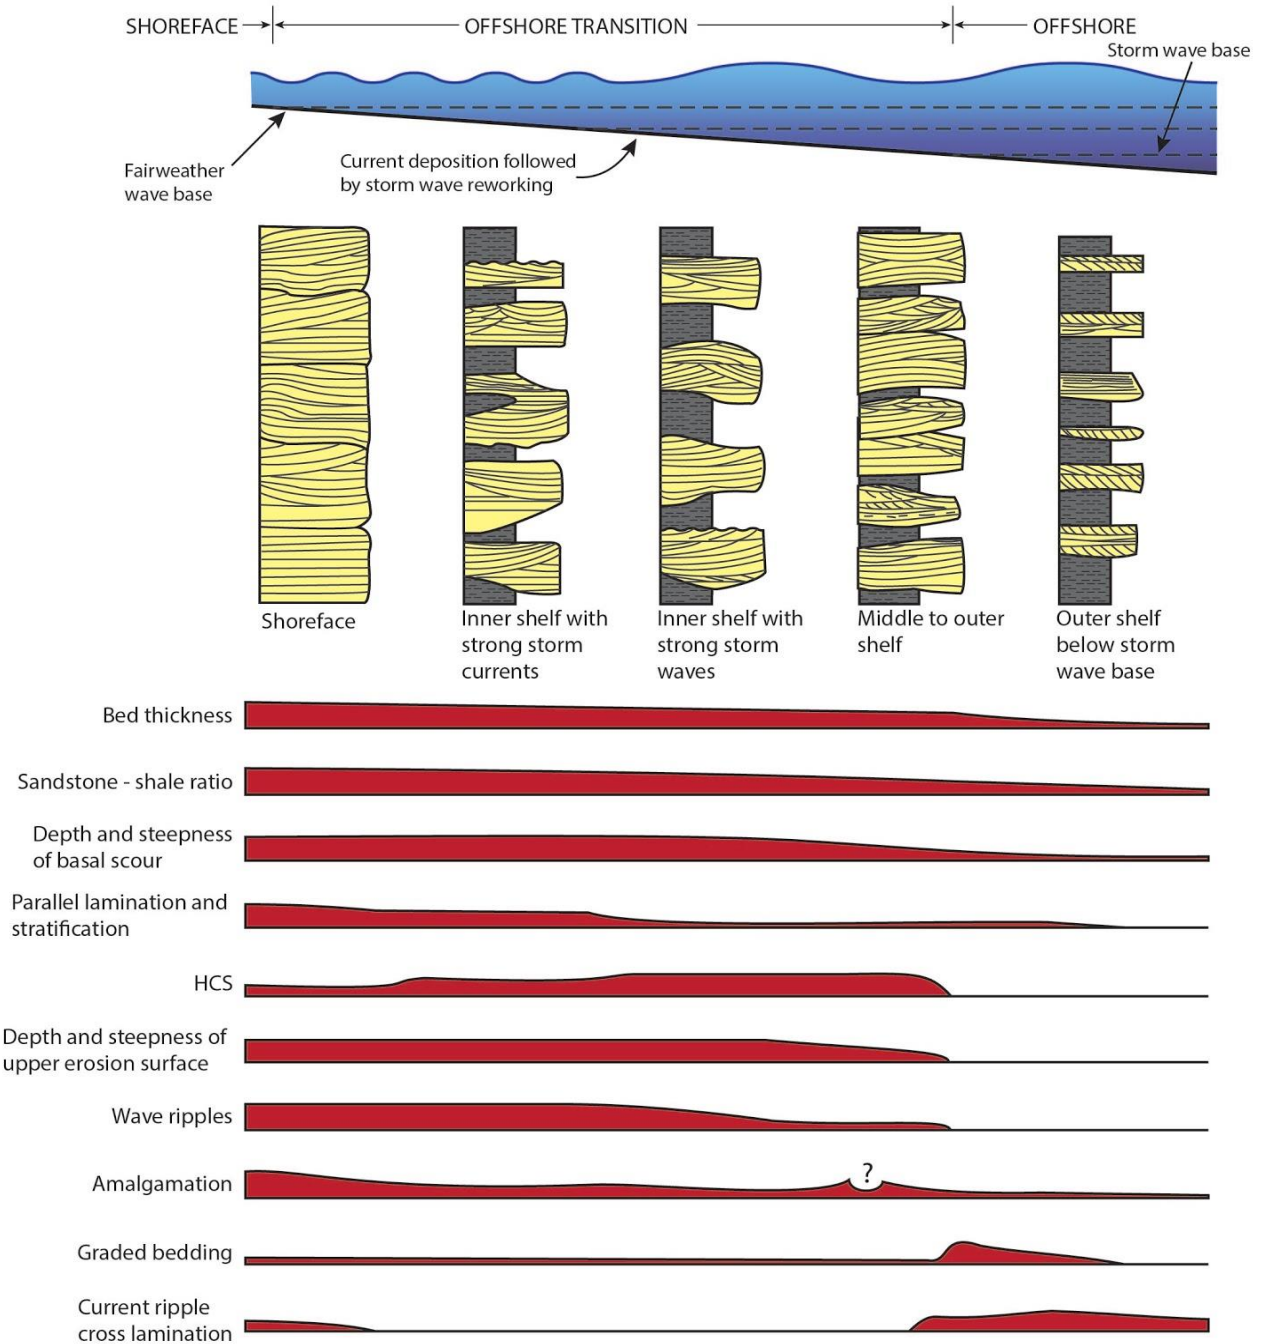 SHOREFACE
OFFSHORE TRANSITION
OFFSHORE
Storm wave base
Fairweather
wave base
Current deposition followed
by storm wave reworking
Shoreface
Inner shelf with
strong storm
currents
Inner shelf with
strong storm
waves
Middle to outer
shelf
Outer shelf
below storm
wave base
Bed thickness
Sandstone - shale ratio
Depth and steepness
of basal scour
Parallel lamination and
stratification
HCS
Depth and steepness of
upper erosion surface
Wave ripples
Amalgamation
?
Graded bedding
Current ripple
cross lamination